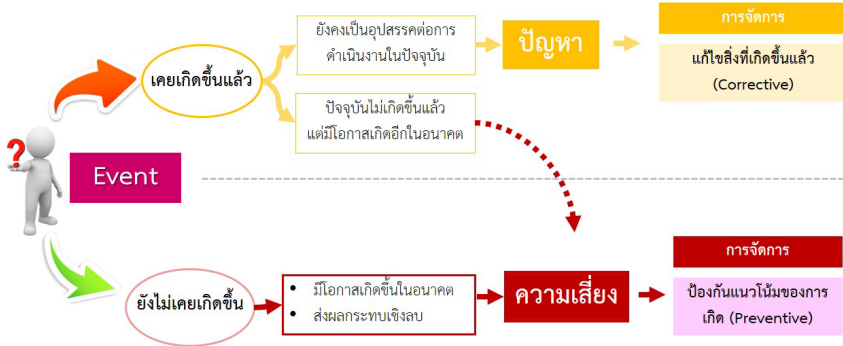 การจัดการ
ยังคงเป็นอุปสรรคต่อการ
ดำเนินงานในปัจจุบัน
ปัญหา
แก้ไขสิ่งที่เกิดขึ้นแล้ว
(Corrective)
เคยเกิดขึ้นแล้ว
ปัจจุบันไม่เกิดขึ้นแล้ว
แต่มีโอกาสเกิดอีกในอนาคต
?
Event
การจัดการ
ยังไม่เคยเกิดขึ้น
• มีโอกาสเกิดขึ้นในอนาคต
• ส่งผลกระทบเชิงลบ
ความเสี่ยง
ป้องกันแนวโน้มของการ
เกิด (Preventive)